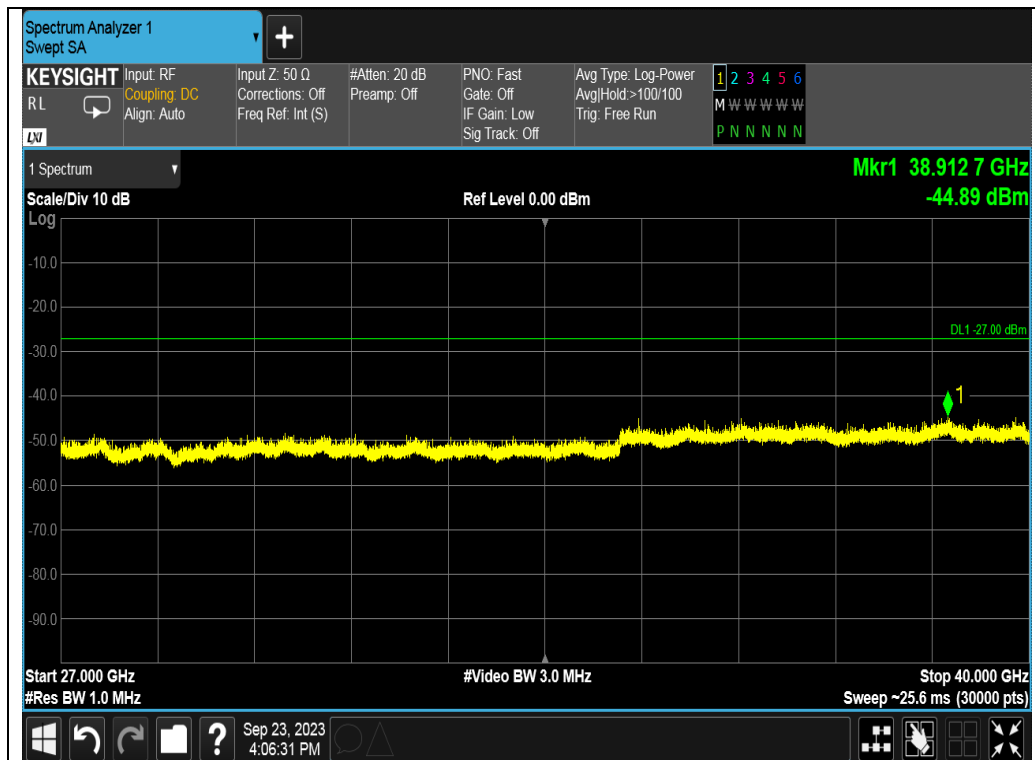 Spectrum Analyzer 1
Swept SA
+
KEYSIGHT
RL
LXI
Input: RF
Coupling: DC
Align: Auto
Input Z: 50 Ω
Corrections: Off
Freq Ref: Int (S)
#Atten: 20 dB
Preamp: Off
PNO: Fast
Gate: Off
IF Gain: Low
Sig Track: Off
Avg Type: Log-Power
Avg|Hold:>100/100
Trig: Free Run
1 2 3 4 5 6
M W W W W W
P N N N N N
1 Spectrum
Mkr1 38.912 7 GHz
-44.89 dBm
Scale/Div 10 dB
Ref Level 0.00 dBm
Log
-10.0
-20.0
DL1 -27.00 dBm
-30.0
-40.0
1
-50.0
-60.0
-70.0
-80.0
-90.0
Start 27.000 GHz
#Video BW 3.0 MHz
Stop 40.000 GHz
#Res BW 1.0 MHz
Sweep ~25.6 ms (30000 pts)
?
Sep 23, 2023
4:06:31 PM